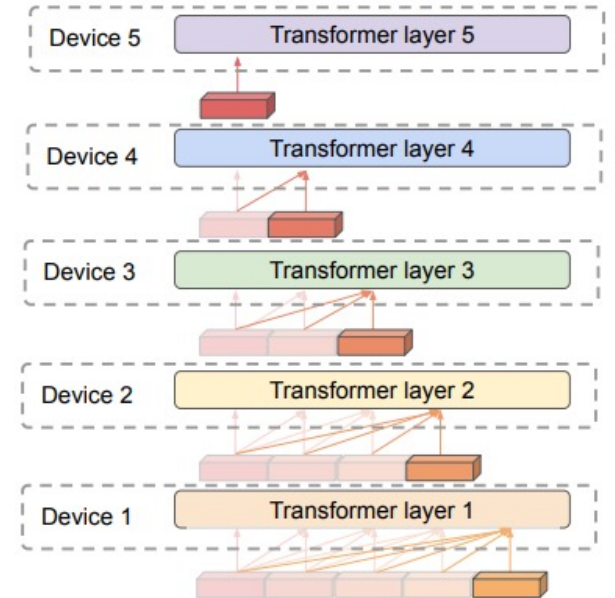 Device 5
Transformer layer 5
Device 4
Transformer layer 4
Device 3
Transformer layer 3
Device 2
Transformer layer 2
Device 1
Transformer layer 1